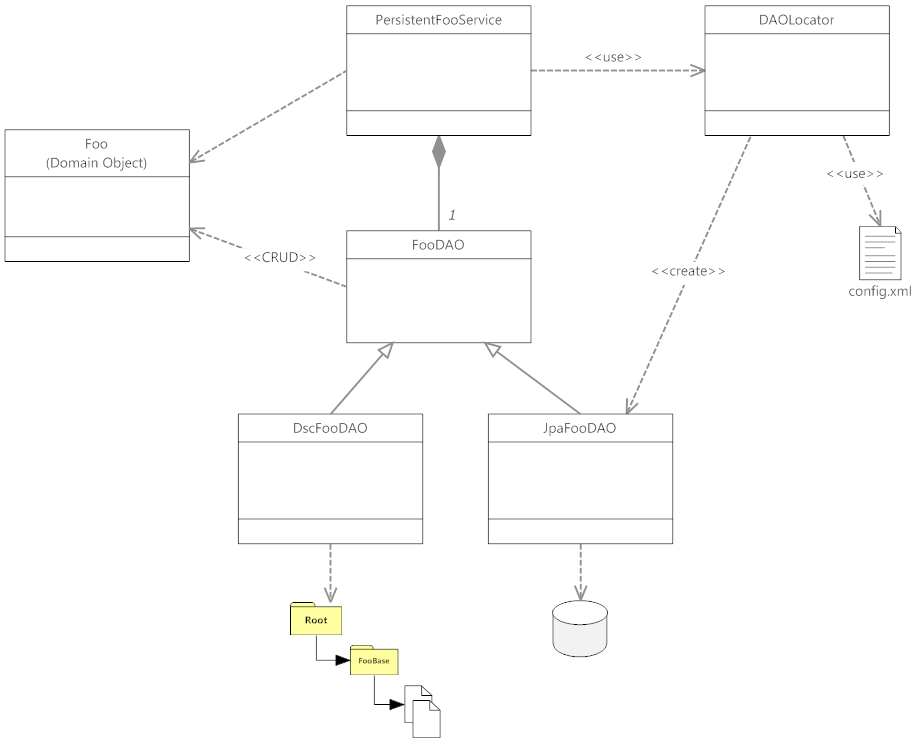 PersistentFooService
DAOLocator
<<use>>
Foo
(Domain Object)
<<use>>
1
FooDAO
<<CRUD>>
<<create>>
config.xml
DscFooDAO
JpaFooDAO
Root
FooBase